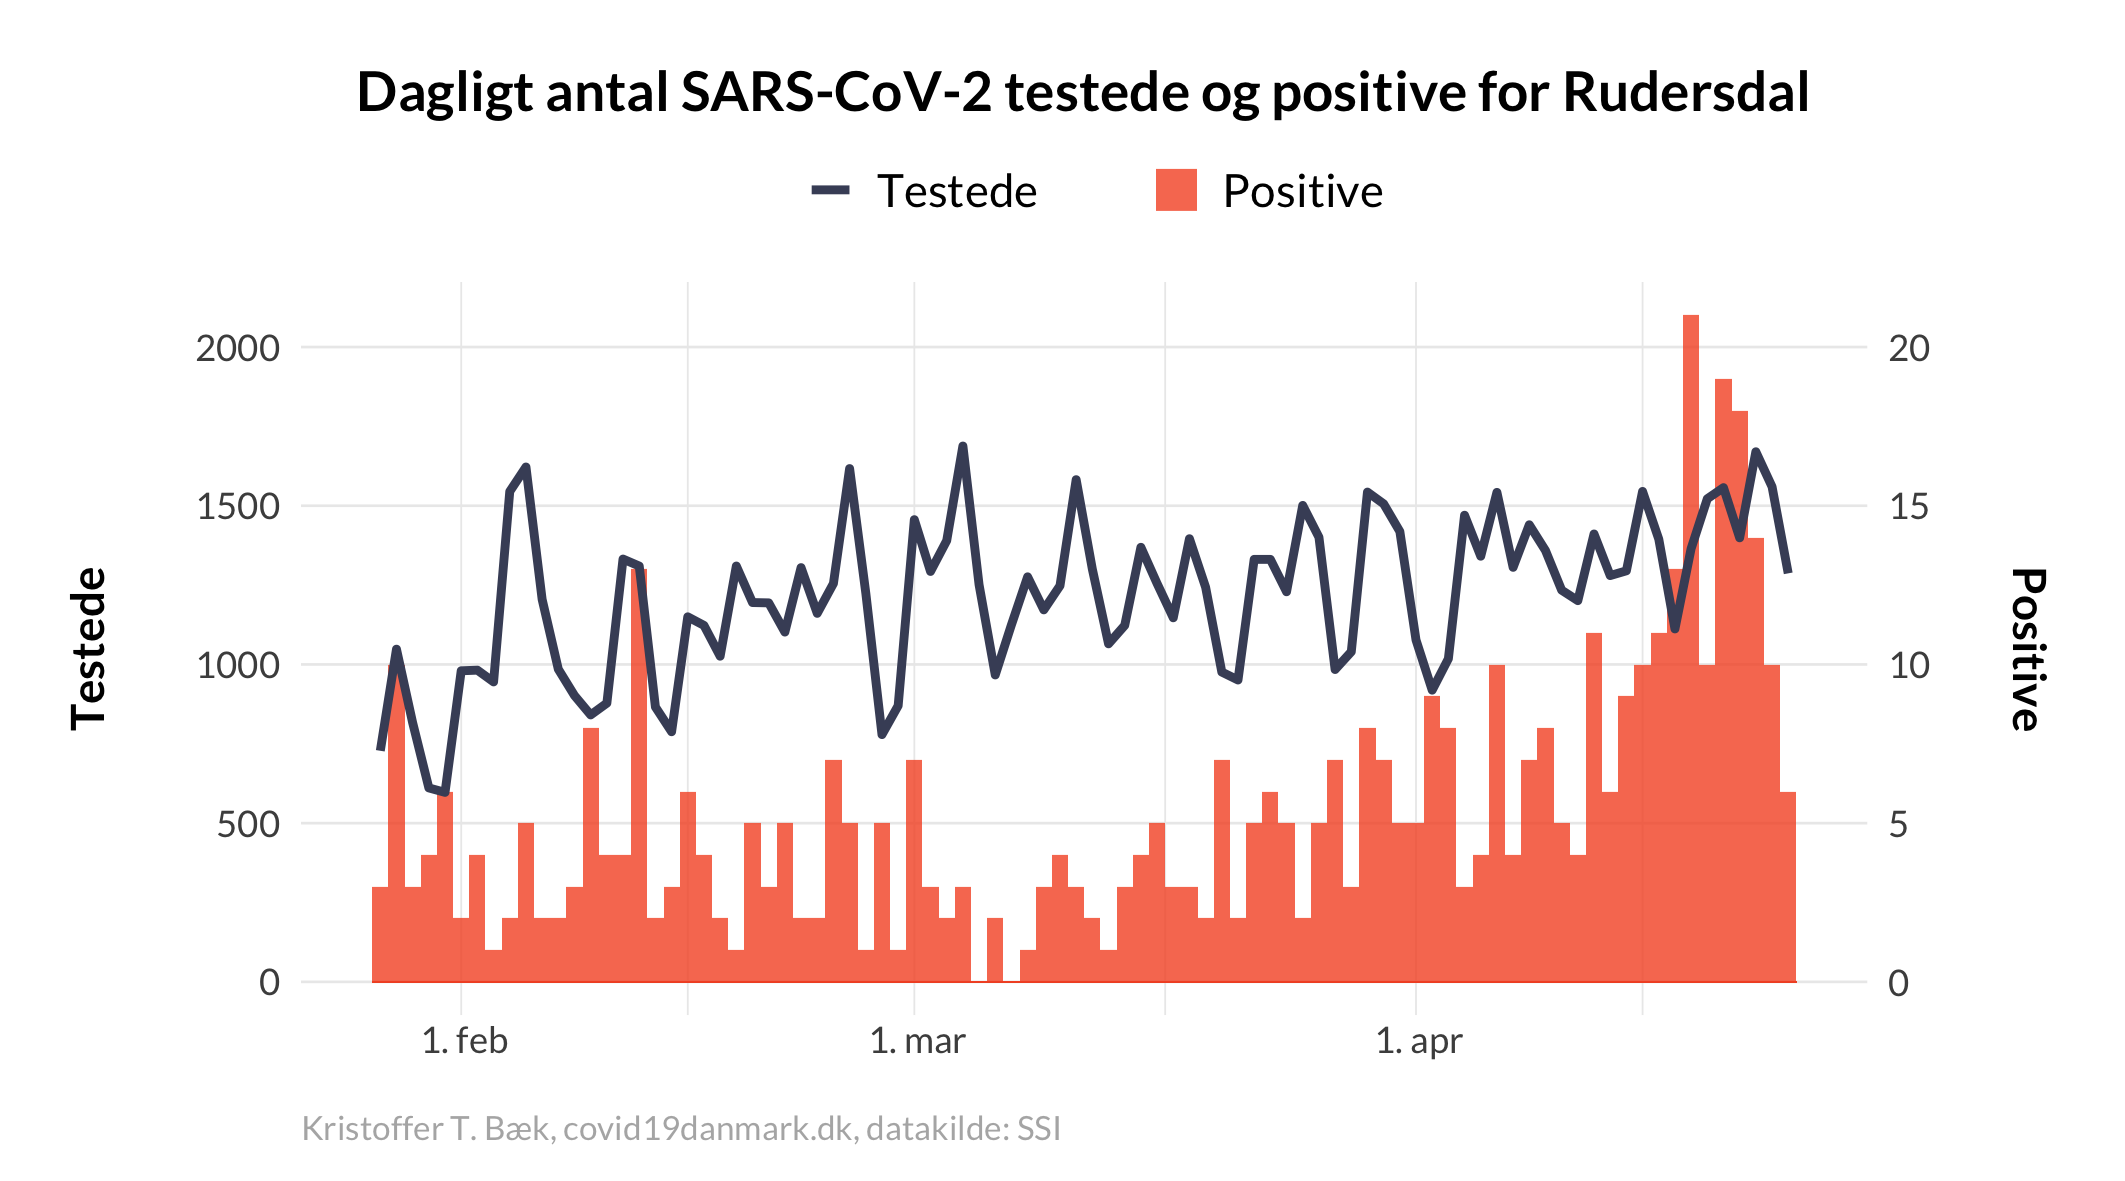 Dagligt antal SARS-CoV-2 testede og positive for Rudersdal
Testede
Positive
2000
1500
1000
500
0
20
15
10
5
0
Testede
Positive
1. feb
1. mar
1. apr
Kristoffer T. Bæk, covid19danmark.dk, datakilde: SSI